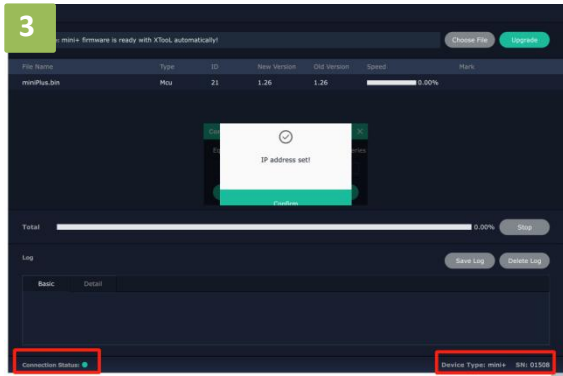 3
mini+ firmware is ready with XTooL automatically!
Choose File
Upgrade
File Name Type ID New Version Old Version Speed Mark
miniPlus.bin Mcu 21 1.26 1.26 0.00%
IP address set!
Confirm
Total 0.00% Stop
Log Save Log Delete Log
Basic Detail
Connection Status: Device Type: mini+ SN: 01508